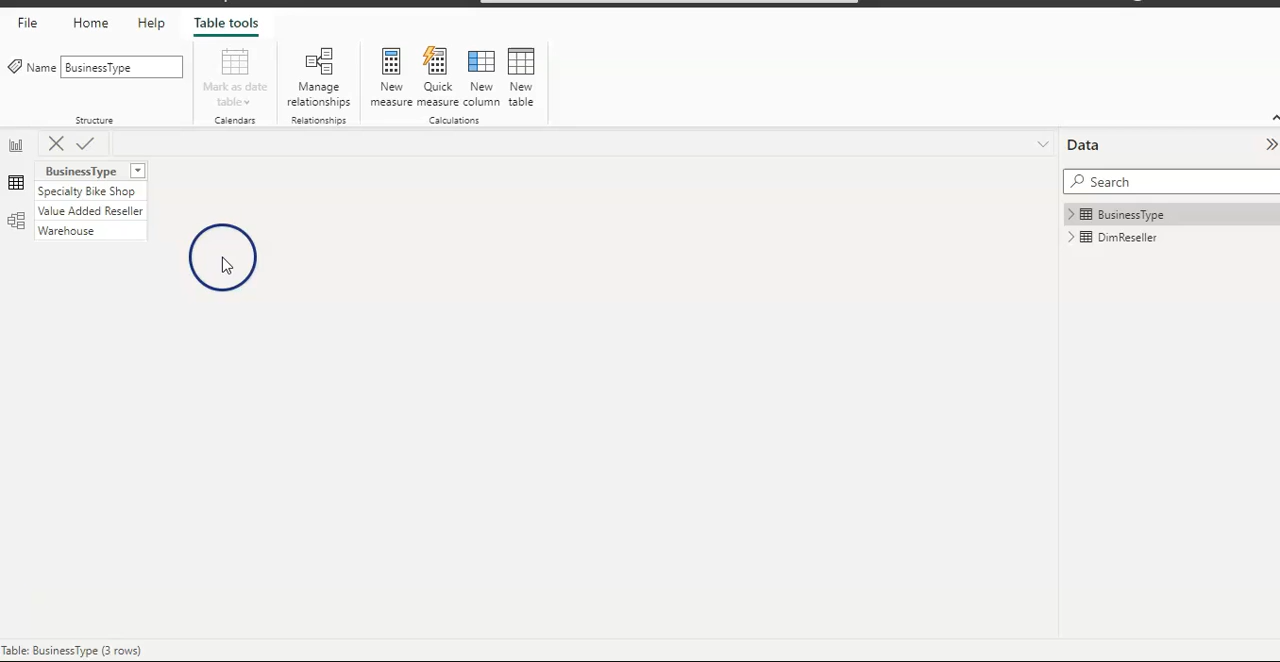 File Home Help Table tools
Name BusinessType
Mark as date table
Manage relationships
New measure
Quick measure
New column
New table
Structure Calendars Relationships Calculations
Data
BusinessType
Specialty Bike Shop
Value Added Reseller
Warehouse
Search
BusinessType
DimReseller
Table: BusinessType (3 rows)